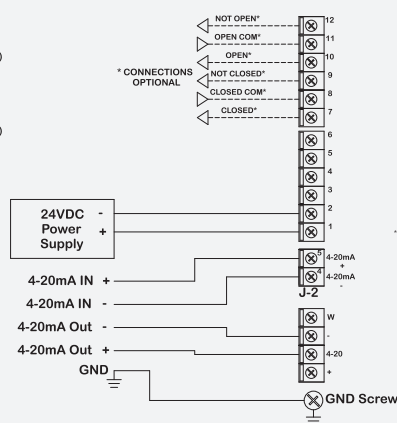 NOT OPEN* 12
OPEN COM* 11
OPEN* 10
* CONNECTIONS
OPTIONAL
NOT CLOSED* 9
CLOSED COM* 8
CLOSED* 7
6
5
4
3
24VDC - 2
Power + 1
Supply
*
4-20mA IN + 5 4-20mA
+
4-20mA IN - 4 4-20mA
-
J-2
4-20mA Out - W
-
4-20mA Out + 4-20
GND +
GND Screw